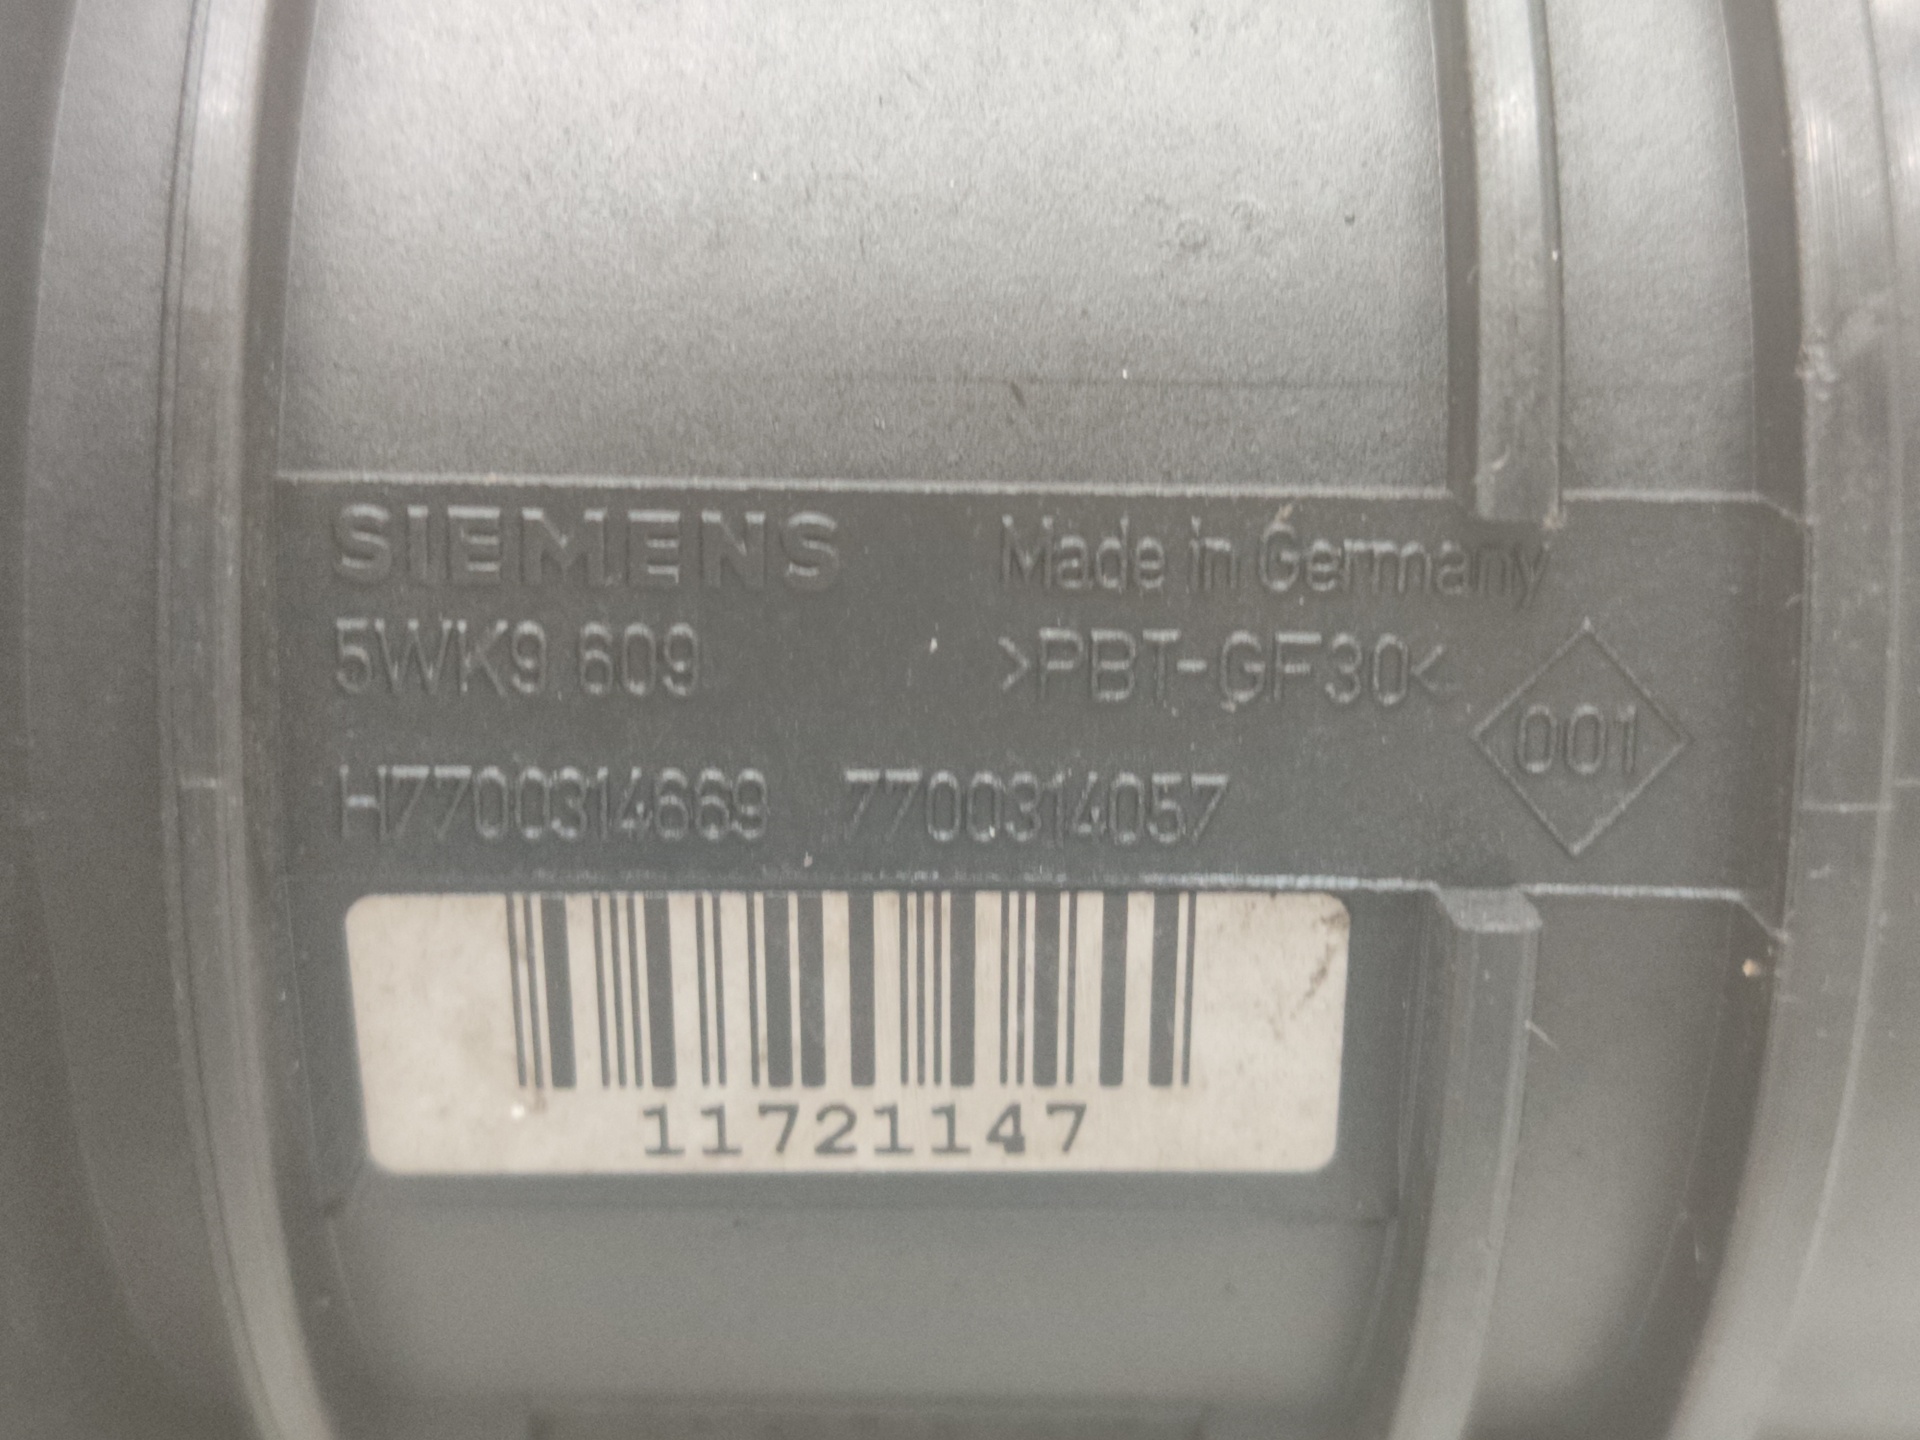 SIEMENS Made in Germany
5WK9 609 >PBT-GF30<
001
H7700314669 7700314057
11721147